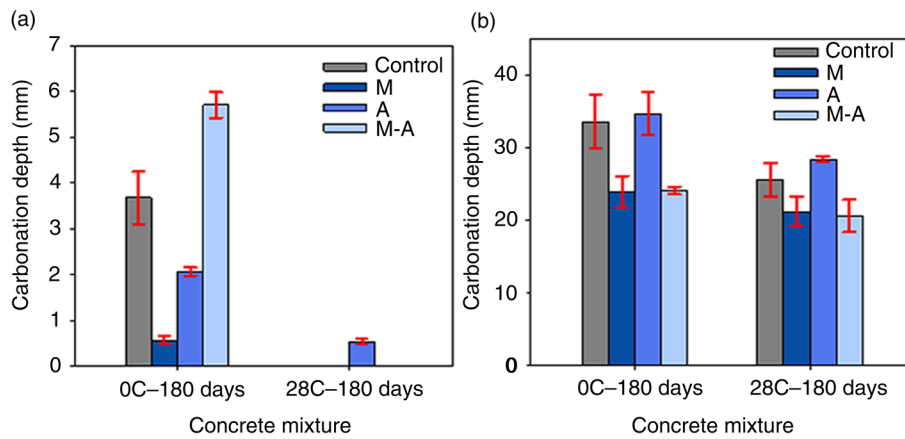 (a)
Carbonation depth (mm)
7
6
5
4
3
2
1
0
Control
M
A
M-A
0C–180 days
28C–180 days
Concrete mixture
(b)
Carbonation depth (mm)
40
30
20
10
0
Control
M
A
M-A
0C–180 days
28C–180 days
Concrete mixture